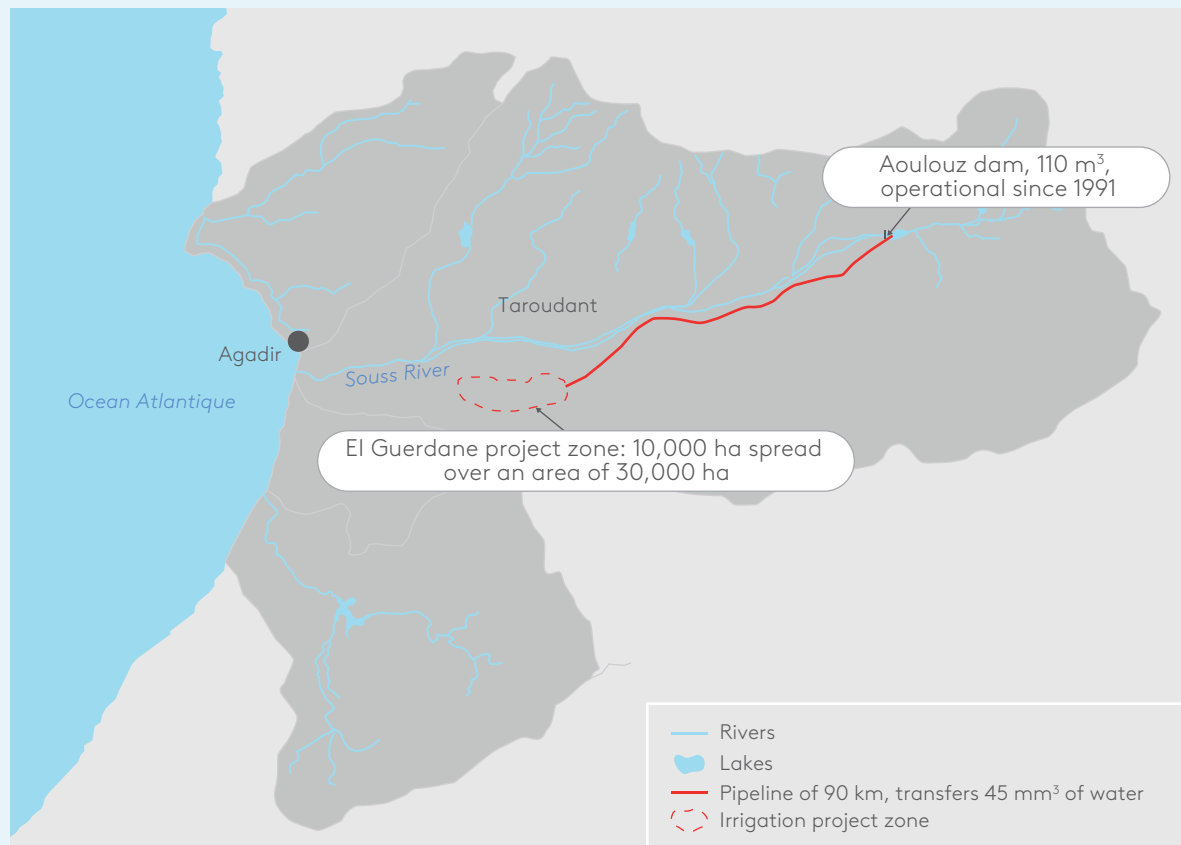 Aoulouz dam, 110 m³,
operational since 1991
Taroudant
Agadir
Souss River
Ocean Atlantique
El Guerdane project zone: 10,000 ha spread
over an area of 30,000 ha
Rivers
Lakes
Pipeline of 90 km, transfers 45 mm³ of water
Irrigation project zone